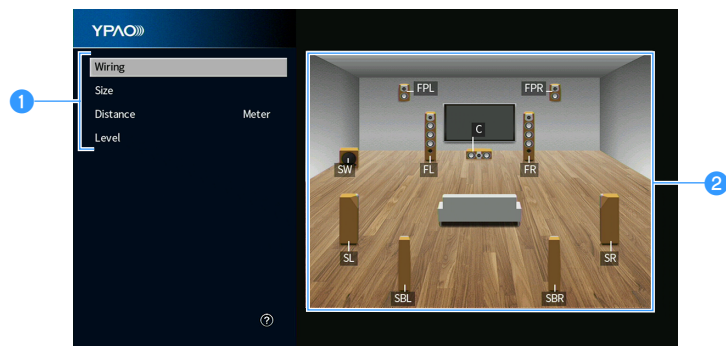 YPAO
Wiring
Size
Distance Meter
Level
1
2
FPL FPR
C
SW FL FR
SL SR
SBL SBR
?